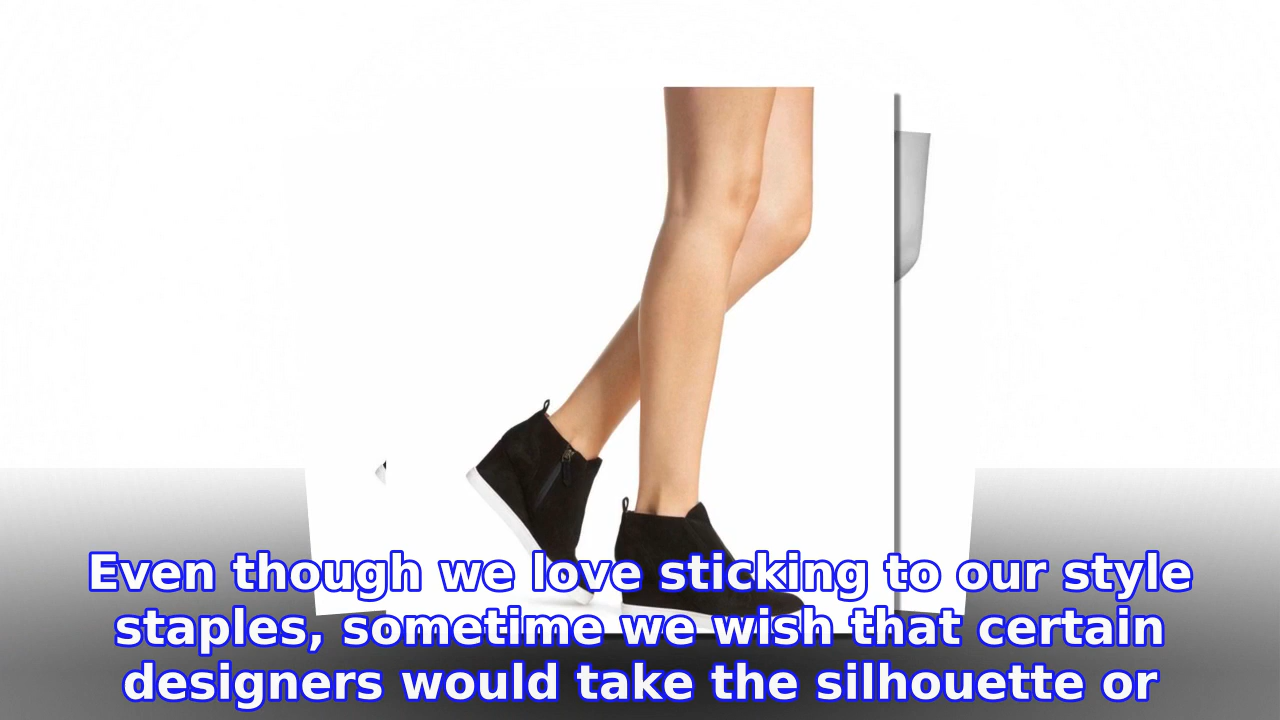 Even though we love sticking to our style
staples, sometime we wish that certain
designers would take the silhouette or